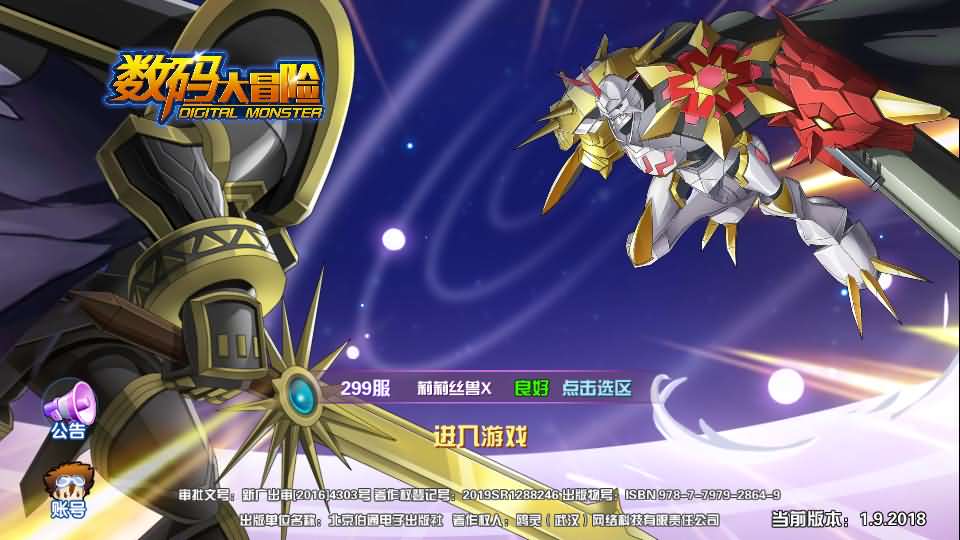 数码大冒险
DIGITAL MONSTER
299服 莉莉丝兽X 良好 点击选区
进入游戏
公告
账号
审批文号：新广出审[2016]4303号 著作权登记号：2019SR1288246 出版物号：ISBN 978-7-7979-2864-9
出版单位名称：北京伯通电子出版社 著作权人：鸥灵（武汉）网络科技有限责任公司
当前版本：1.9.2018